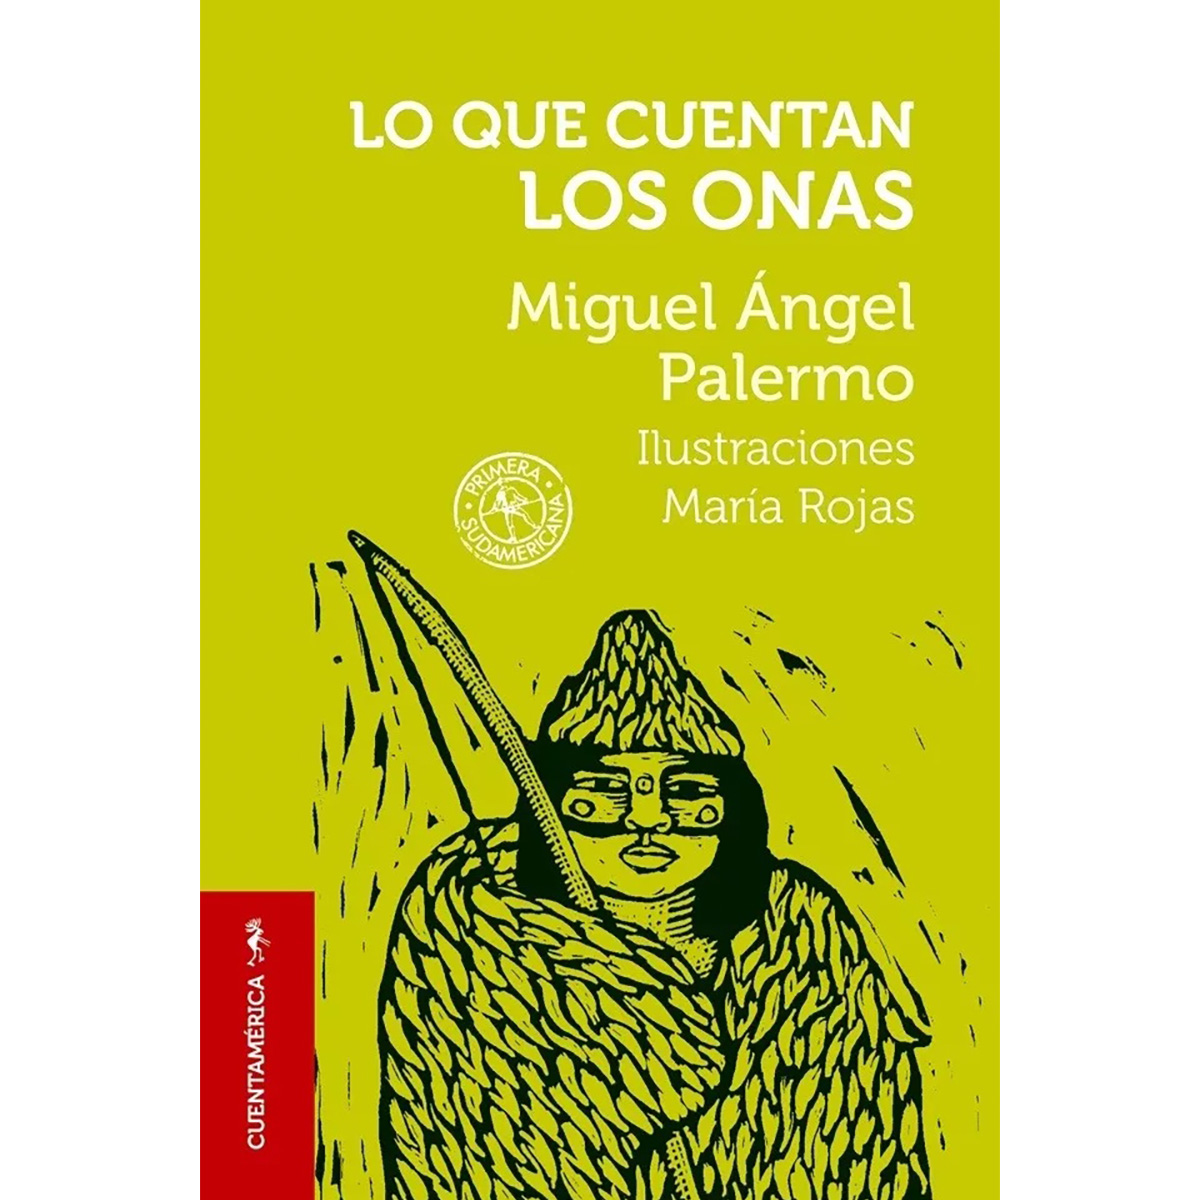 LO QUE CUENTAN
LOS ONAS
Miguel Ángel
Palermo
Ilustraciones
María Rojas
PRIMERA
SUDAMERICANA
CUENTAMÉRICA